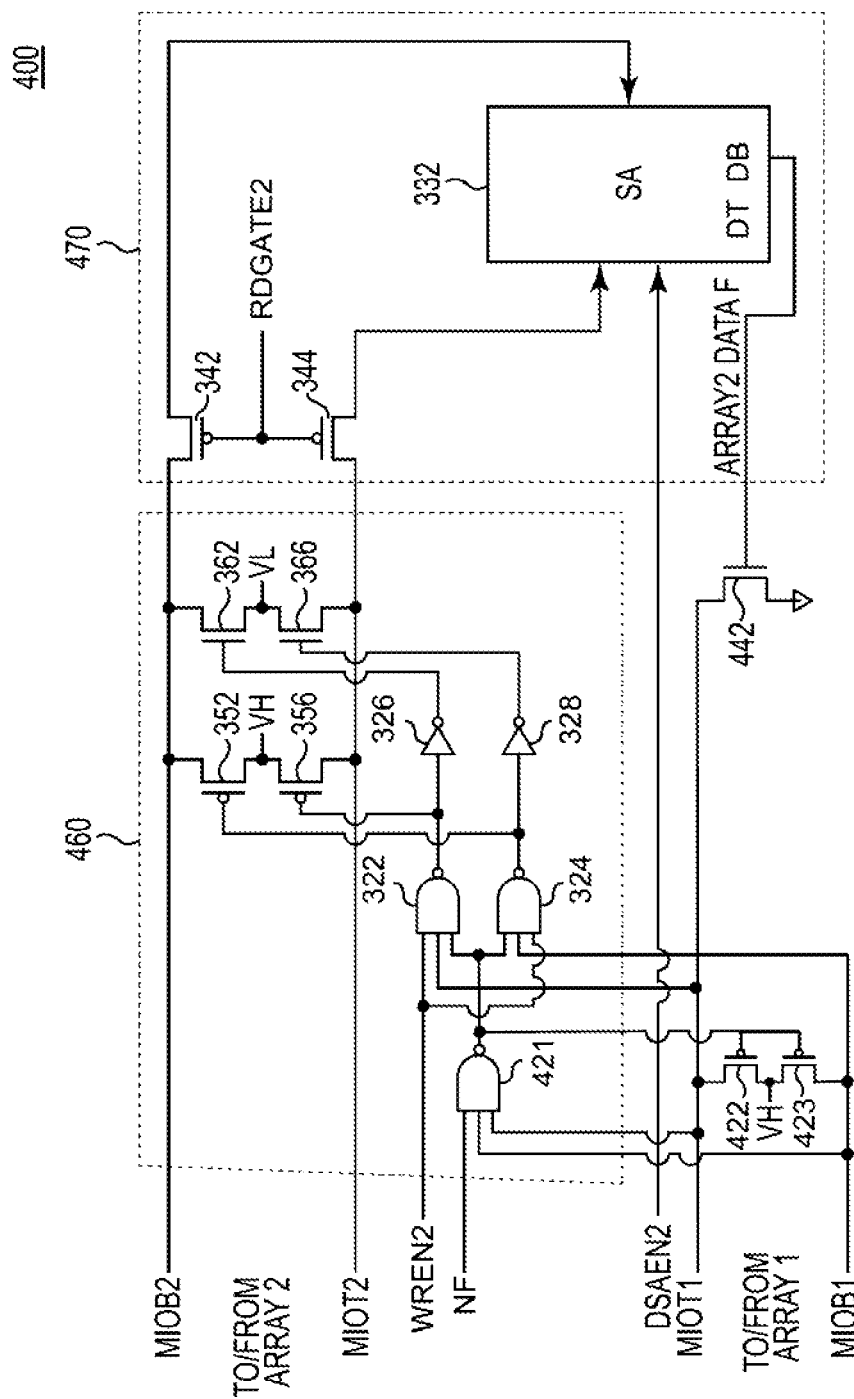 400
470
RDGATE2
342
344
332
SA
DT DB
ARRAY2 DATA F
442
460
362
VL
366
352
VH
356
326
328
322
324
421
422
VH
423
MIOB2
TO/FROM
ARRAY 2
MIOT2
WREN2
NF
DSAEN2
MIOT1
TO/FROM
ARRAY 1
MIOB1